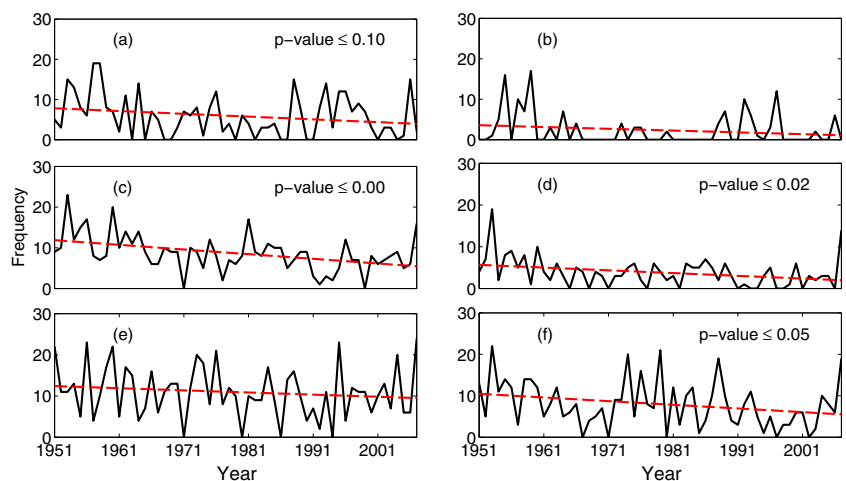 30
20
10
0
(a)
p-value ≤ 0.10
30
20
10
0
(b)
Frequency
30
20
10
0
(c)
p-value ≤ 0.00
30
20
10
0
(d)
p-value ≤ 0.02
30
20
10
0
(e)
1951 1961 1971 1981 1991 2001
Year
30
20
10
0
(f)
p-value ≤ 0.05
1951 1961 1971 1981 1991 2001
Year